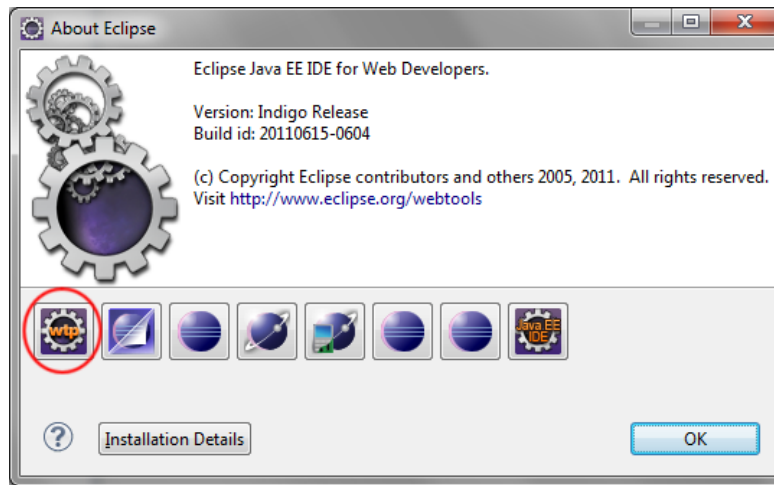 About Eclipse
Eclipse Java EE IDE for Web Developers.
Version: Indigo Release
Build id: 20110615-0604
(c) Copyright Eclipse contributors and others 2005, 2011.  All rights reserved.
Visit http://www.eclipse.org/webtools
wtp
Java EE
IDE
?
Installation Details
OK